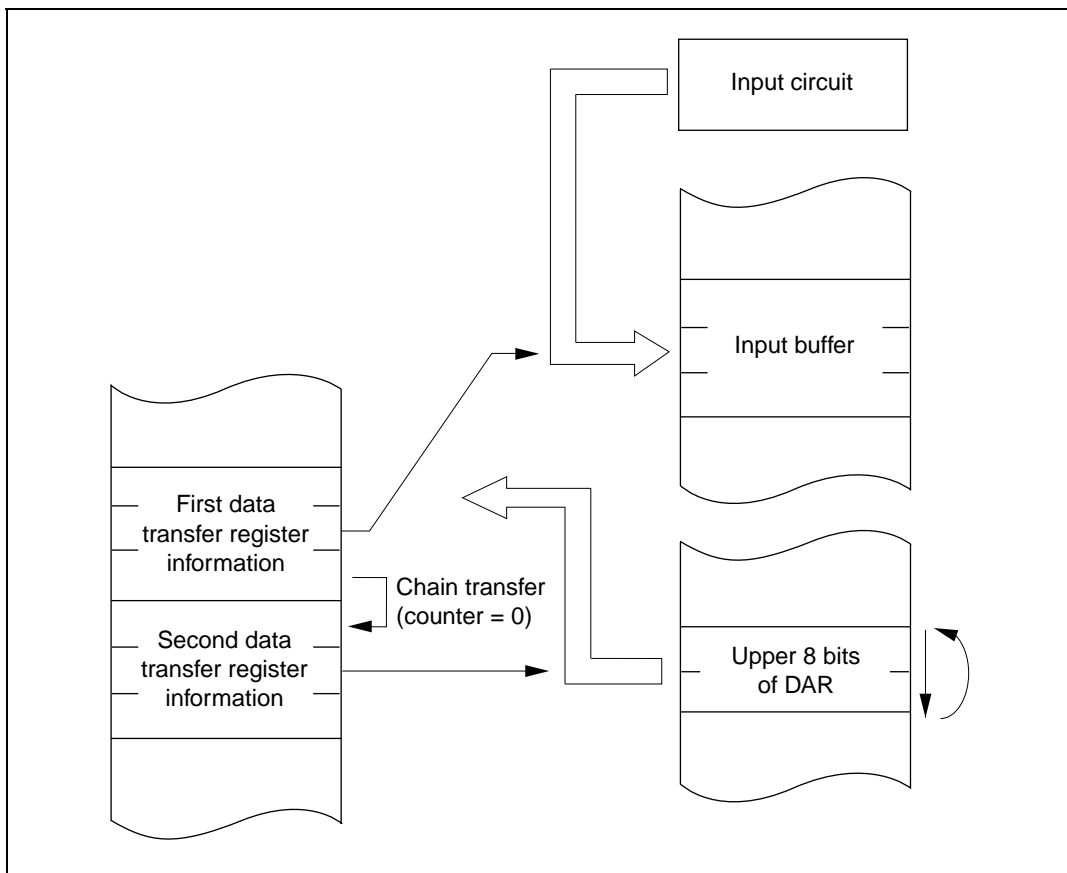 Input circuit
Input buffer
First data
transfer register
information
Chain transfer
(counter = 0)
Second data
transfer register
information
Upper 8 bits
of DAR